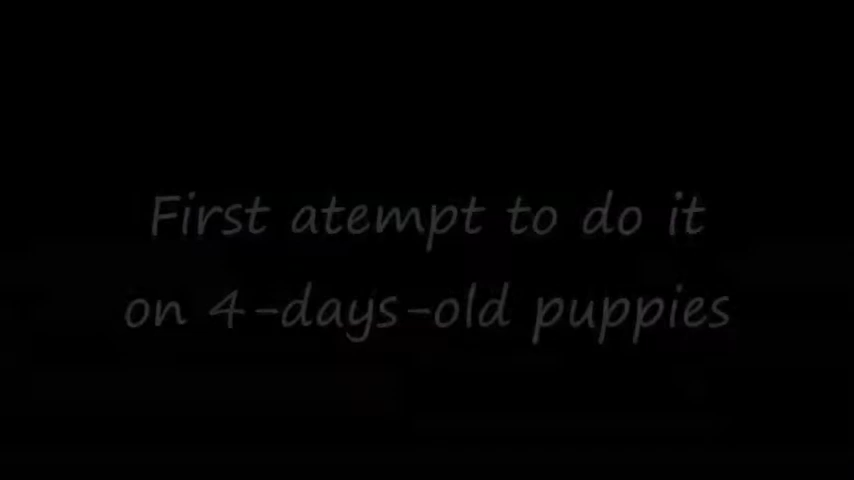 First atempt to do it
on 4-days-old puppies